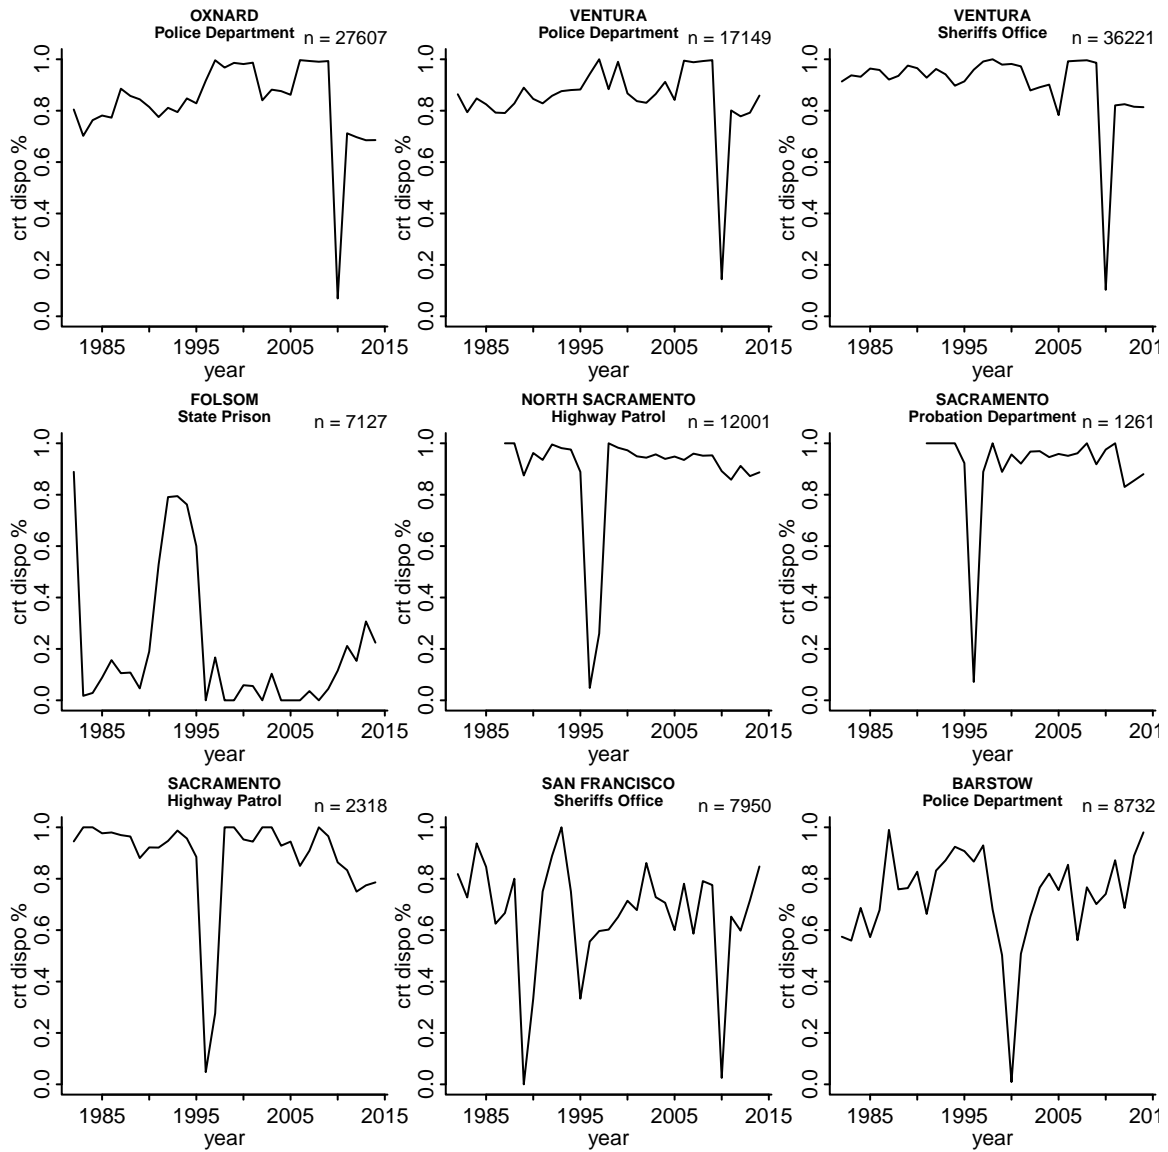 OXNARD
Police Department
n = 27607
crt dispo %
0.0 0.2 0.4 0.6 0.8 1.0
1985 1995 2005 2015
year
VENTURA
Police Department
n = 17149
crt dispo %
0.0 0.2 0.4 0.6 0.8 1.0
1985 1995 2005 2015
year
VENTURA
Sheriffs Office
n = 36221
crt dispo %
0.0 0.2 0.4 0.6 0.8 1.0
1985 1995 2005 201
year
FOLSOM
State Prison
n = 7127
crt dispo %
0.0 0.2 0.4 0.6 0.8 1.0
1985 1995 2005 2015
year
NORTH SACRAMENTO
Highway Patrol
n = 12001
crt dispo %
0.0 0.2 0.4 0.6 0.8 1.0
1985 1995 2005 2015
year
SACRAMENTO
Probation Department
n = 1261
crt dispo %
0.0 0.2 0.4 0.6 0.8 1.0
1985 1995 2005 201
year
SACRAMENTO
Highway Patrol
n = 2318
crt dispo %
0.0 0.2 0.4 0.6 0.8 1.0
1985 1995 2005 2015
year
SAN FRANCISCO
Sheriffs Office
n = 7950
crt dispo %
0.0 0.2 0.4 0.6 0.8 1.0
1985 1995 2005 2015
year
BARSTOW
Police Department
n = 8732
crt dispo %
0.0 0.2 0.4 0.6 0.8 1.0
1985 1995 2005 201
year